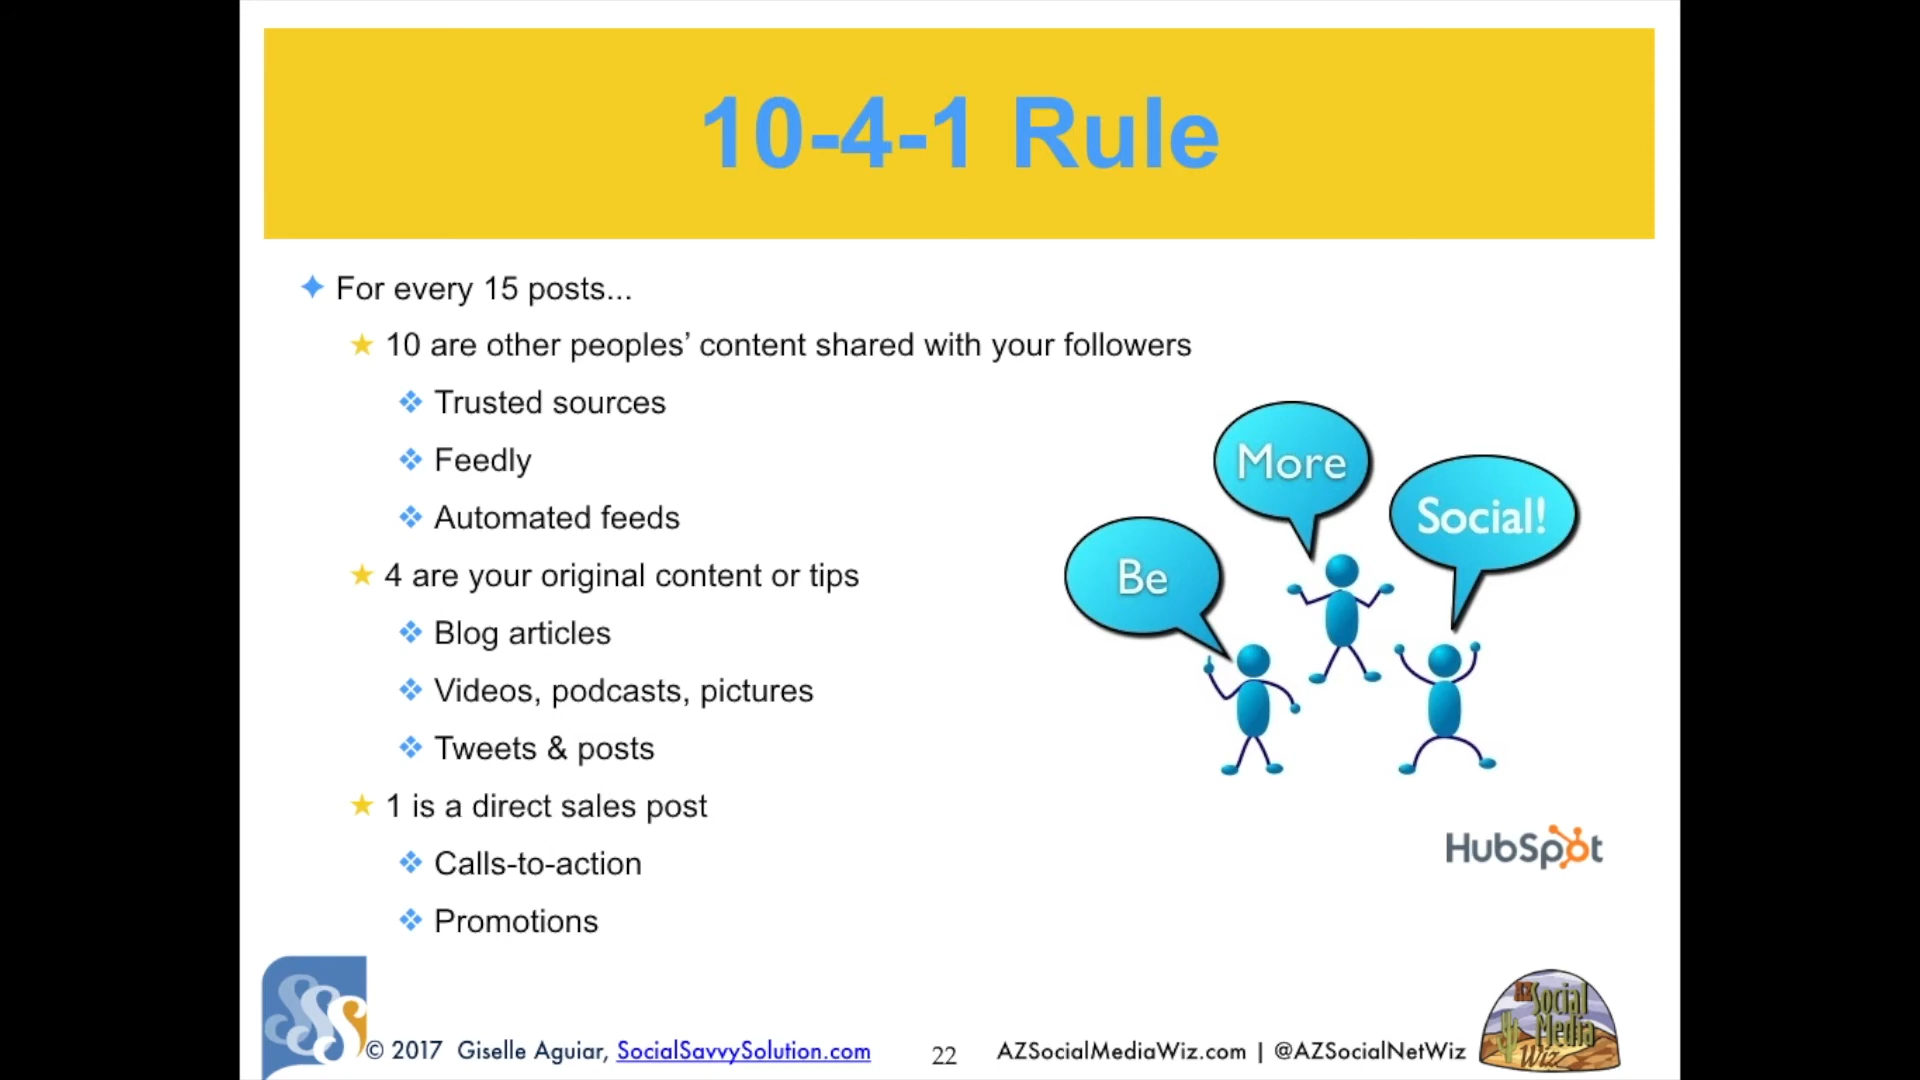 10-4-1 Rule
For every 15 posts...
10 are other peoples’ content shared with your followers
Trusted sources
Feedly
Automated feeds
4 are your original content or tips
Blog articles
Videos, podcasts, pictures
Tweets & posts
1 is a direct sales post
Calls-to-action
Promotions
Be
More
Social!
HubSpot
SSS
© 2017 Giselle Aguiar, SocialSavvySolution.com
22
AZSocialMediaWiz.com | @AZSocialNetWiz
AZ Social
Media
Wiz